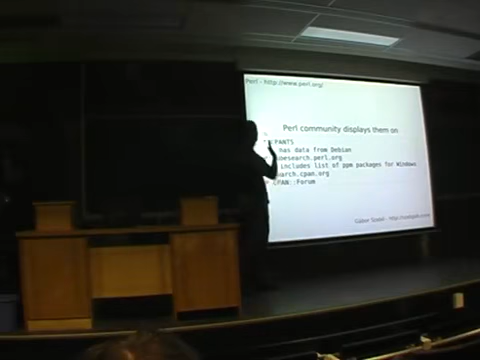 Perl - http://www.perl.org/
Perl community displays them on
CPANTS
has data from Debian
search.perl.org
includes list of ppm packages for Windows
search.cpan.org
CPAN::Forum
Gábor Szabó - http://szabgab.com/